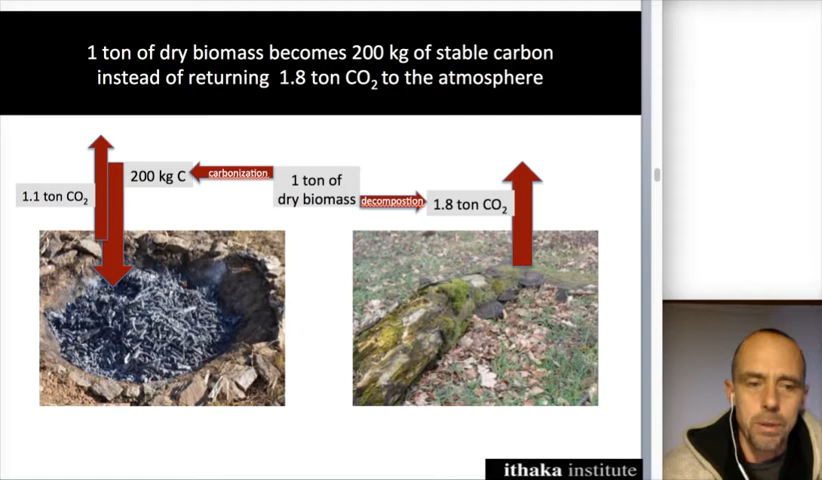 1 ton of dry biomass becomes 200 kg of stable carbon
instead of returning 1.8 ton CO₂ to the atmosphere
200 kg C
carbonization
1 ton of
dry biomass
1.1 ton CO₂
decompostion
1.8 ton CO₂
ithaka institute